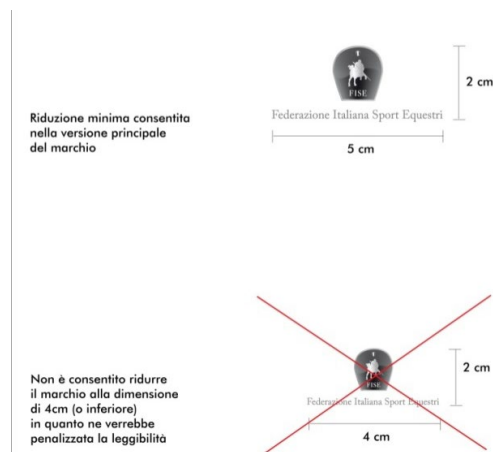 FISE
Federazione Italiana Sport Equestri
2 cm
5 cm
Riduzione minima consentita
nella versione principale
del marchio
FISE
Federazione Italiana Sport Equestri
2 cm
4 cm
Non è consentito ridurre
il marchio alla dimensione
di 4cm (o inferiore)
in quanto ne verrebbe
penalizzata la leggibilità